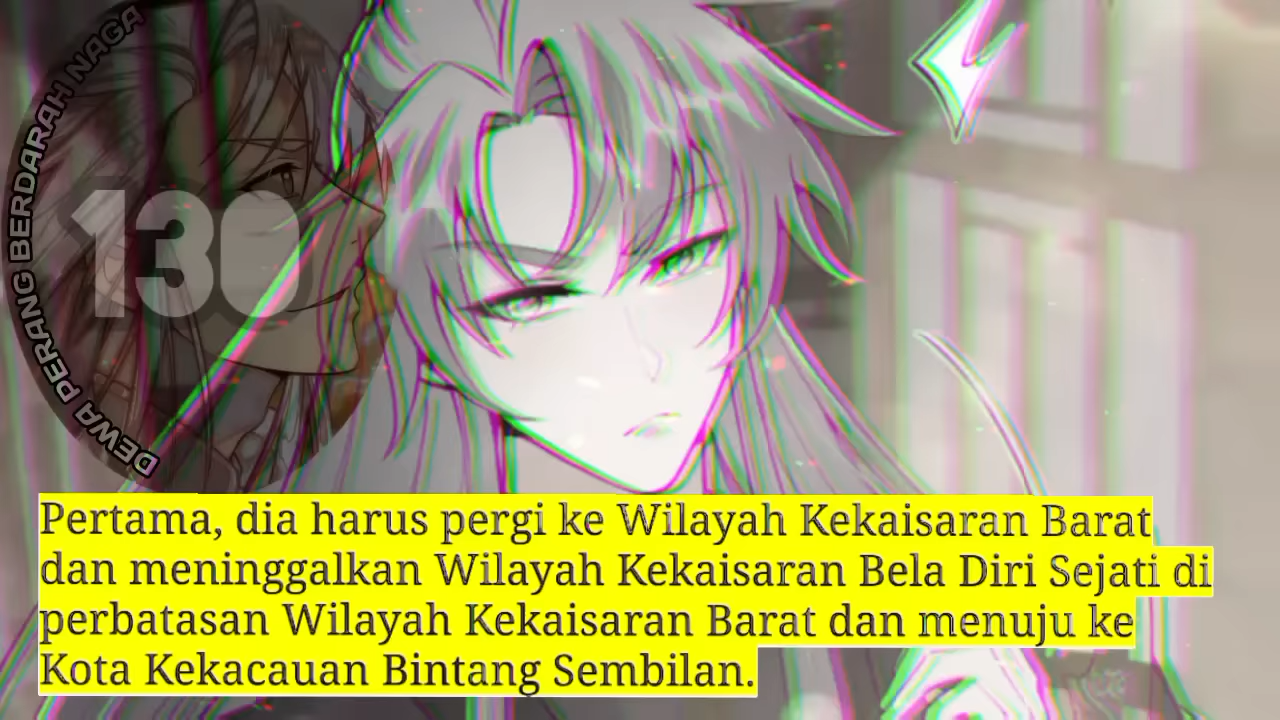 DEWA PERANG BERDARAH NAGA
130
Pertama, dia harus pergi ke Wilayah Kekaisaran Barat
dan meninggalkan Wilayah Kekaisaran Bela Diri Sejati di
perbatasan Wilayah Kekaisaran Barat dan menuju ke
Kota Kekacauan Bintang Sembilan.